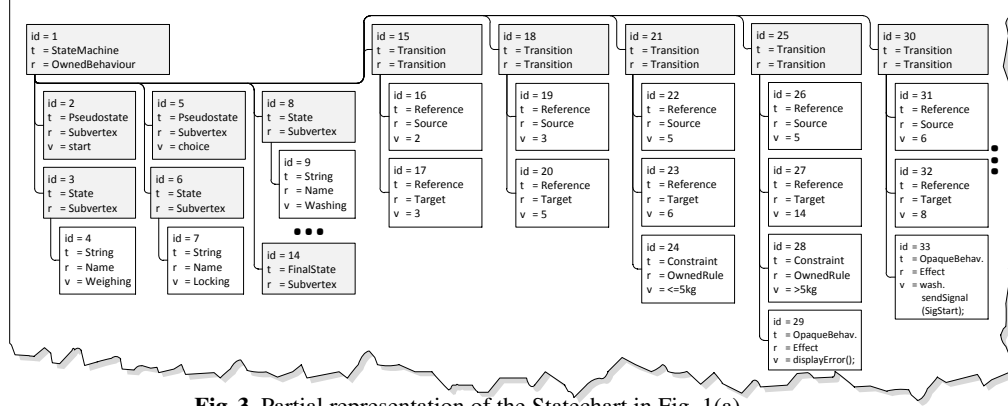 id = 1
t = StateMachine
r = OwnedBehaviour
id = 2
t = Pseudostate
r = Subvertex
v = start
id = 3
t = State
r = Subvertex
id = 4
t = String
r = Name
v = Weighing
id = 5
t = Pseudostate
r = Subvertex
v = choice
id = 6
t = State
r = Subvertex
id = 7
t = String
r = Name
v = Locking
id = 8
t = State
r = Subvertex
id = 9
t = String
r = Name
v = Washing
id = 14
t = FinalState
r = Subvertex
id = 15
t = Transition
r = Transition
id = 16
t = Reference
r = Source
v = 2
id = 17
t = Reference
r = Target
v = 3
id = 18
t = Transition
r = Transition
id = 19
t = Reference
r = Source
v = 3
id = 20
t = Reference
r = Target
v = 5
id = 21
t = Transition
r = Transition
id = 22
t = Reference
r = Source
v = 5
id = 23
t = Reference
r = Target
v = 6
id = 24
t = Constraint
r = OwnedRule
v = <=5kg
id = 25
t = Transition
r = Transition
id = 26
t = Reference
r = Source
v = 5
id = 27
t = Reference
r = Target
v = 14
id = 28
t = Constraint
r = OwnedRule
v = >5kg
id = 29
t = OpaqueBehav.
r = Effect
v = displayError();
id = 30
t = Transition
r = Transition
id = 31
t = Reference
r = Source
v = 6
id = 32
t = Reference
r = Target
v = 8
id = 33
t = OpaqueBehav.
r = Effect
v = wash.
sendSignal
(SigStart);
Fig. 3. Partial representation of the Statechart in Fig. 1(a)